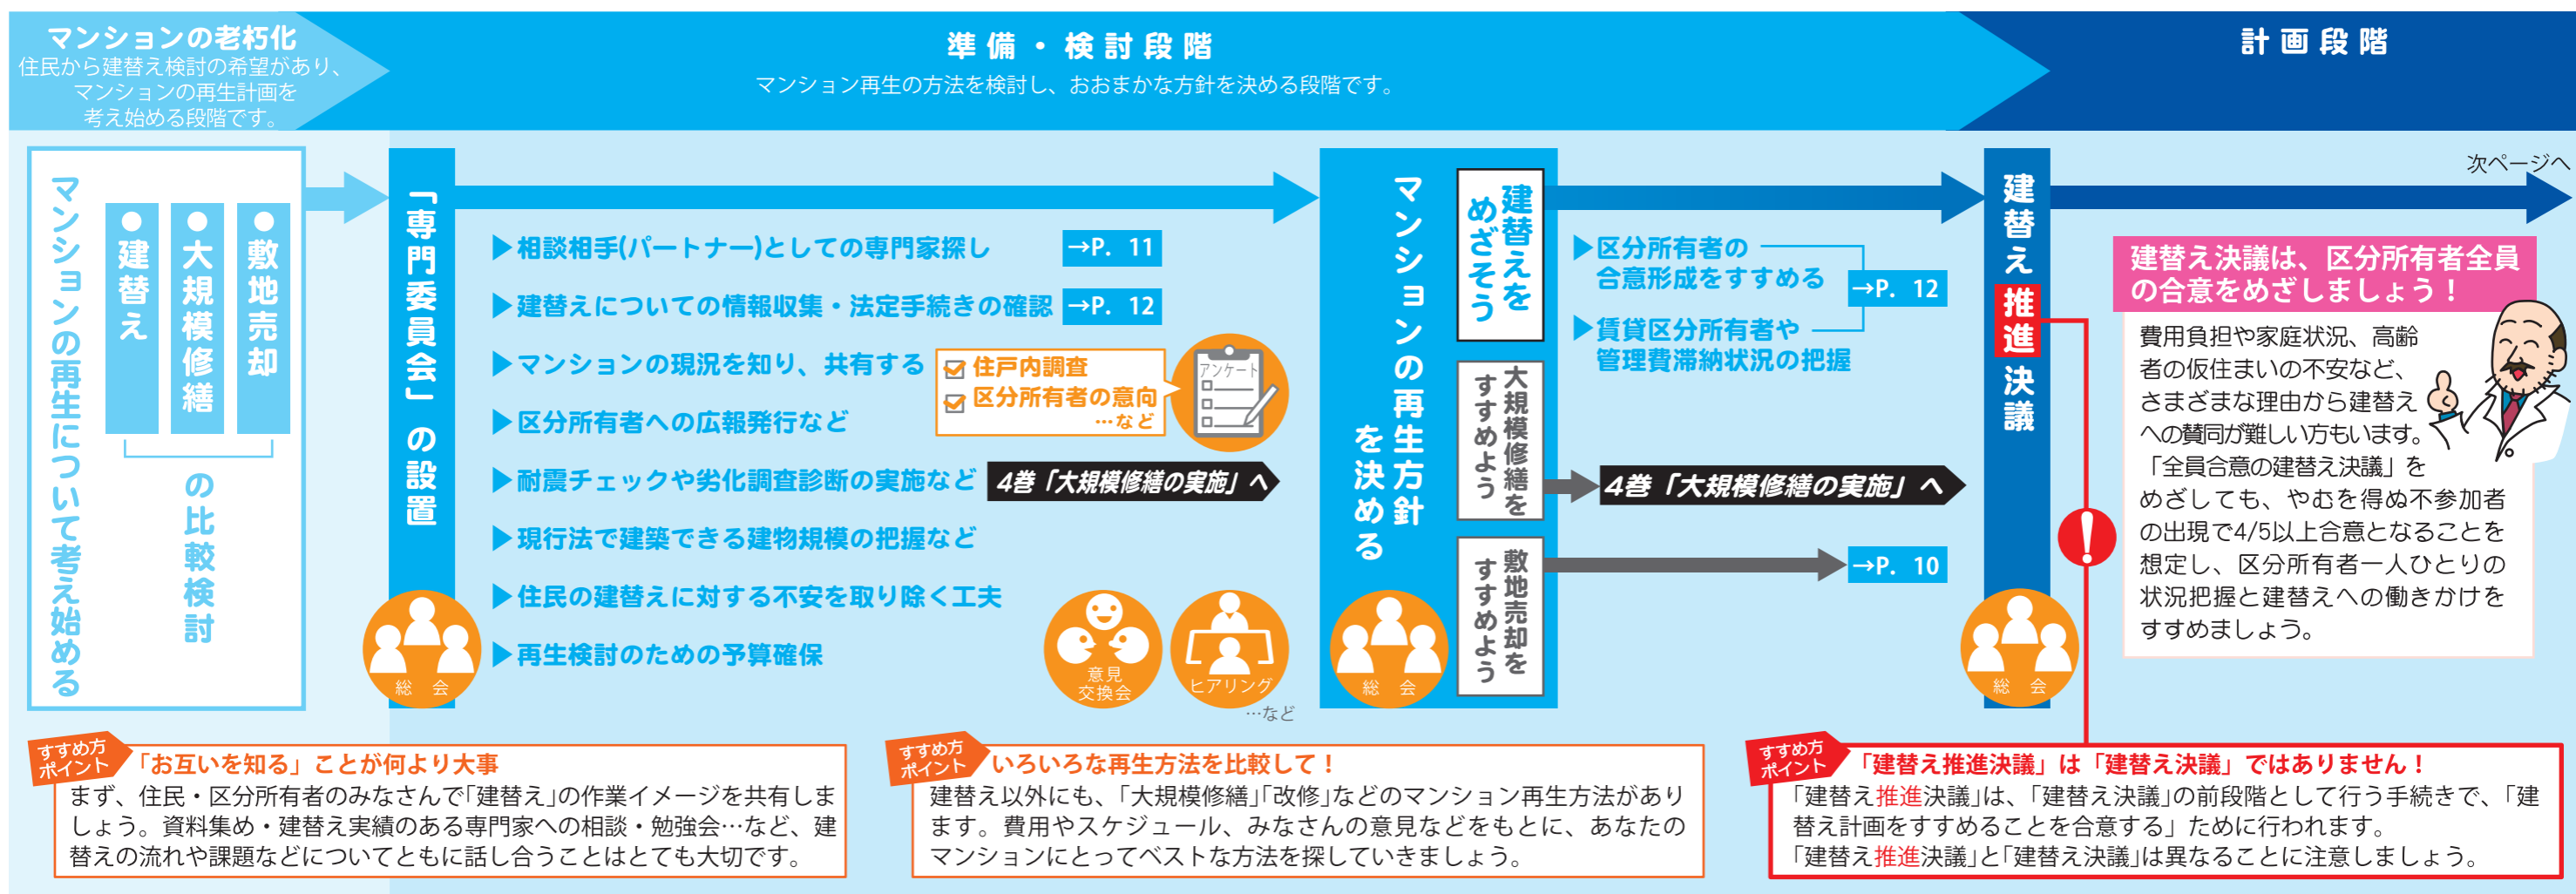 マンションの老朽化
住民から建替え検討の希望があり、
マンションの再生計画を
考え始める段階です。
準備・検討段階
マンション再生の方法を検討し、おおまかな方針を決める段階です。
計画段階
マンションの再生について考え始める
●建替え
●大規模修繕
●敷地売却
の比較検討
「専門委員会」の設置
総 会
▶相談相手(パートナー)としての専門家探し
→P. 11
▶建替えについての情報収集・法定手続きの確認
→P. 12
▶マンションの現況を知り、共有する
住戸内調査
区分所有者の意向
…など
アンケート
▶区分所有者への広報発行など
▶耐震チェックや劣化調査診断の実施など
4巻「大規模修繕の実施」へ
▶現行法で建築できる建物規模の把握など
▶住民の建替えに対する不安を取り除く工夫
▶再生検討のための予算確保
意見
交換会
ヒアリング
…など
マンションの再生方針
を決める
総 会
建替えを
めざそう
大規模修繕を
すすめよう
敷地売却を
すすめよう
▶区分所有者の
合意形成をすすめる
▶賃貸区分所有者や
管理費滞納状況の把握
→P. 12
4巻「大規模修繕の実施」へ
→P. 10
建替え推進決議
総 会
次ページへ
建替え決議は、区分所有者全員
の合意をめざしましょう！
費用負担や家庭状況、高齢
者の仮住まいの不安など、
さまざまな理由から建替え
への賛同が難しい方もいます。
「全員合意の建替え決議」を
めざしても、やむを得ぬ不参加者
の出現で4/5以上合意となることを
想定し、区分所有者一人ひとりの
状況把握と建替えへの働きかけを
すすめましょう。
すすめ方
ポイント
「お互いを知る」ことが何より大事
まず、住民・区分所有者のみなさんで「建替え」の作業イメージを共有しま
しょう。資料集め・建替え実績のある専門家への相談・勉強会…など、建
替えの流れや課題などについてともに話し合うことはとても大切です。
すすめ方
ポイント
いろいろな再生方法を比較して！
建替え以外にも、「大規模修繕」「改修」などのマンション再生方法があり
ます。費用やスケジュール、みなさんの意見などをもとに、あなたの
マンションにとってベストな方法を探していきましょう。
すすめ方
ポイント
「建替え推進決議」は「建替え決議」ではありません！
「建替え推進決議」は、「建替え決議」の前段階として行う手続きで、「建
替え計画をすすめることを合意する」ために行われます。
「建替え推進決議」と「建替え決議」は異なることに注意しましょう。